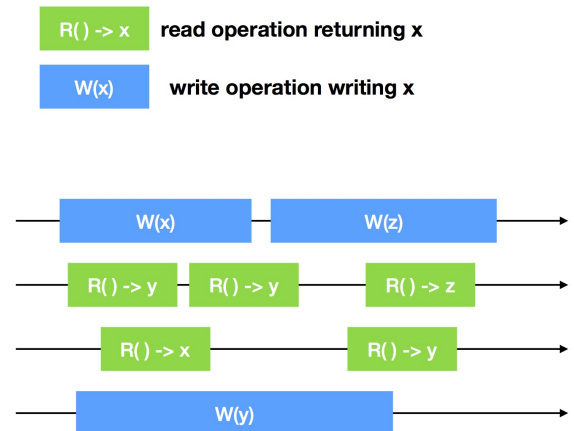 R( ) -> x read operation returning x
W(x) write operation writing x
W(x) W(z)
R( ) -> y R( ) -> y R( ) -> z
R( ) -> x R( ) -> y
W(y)